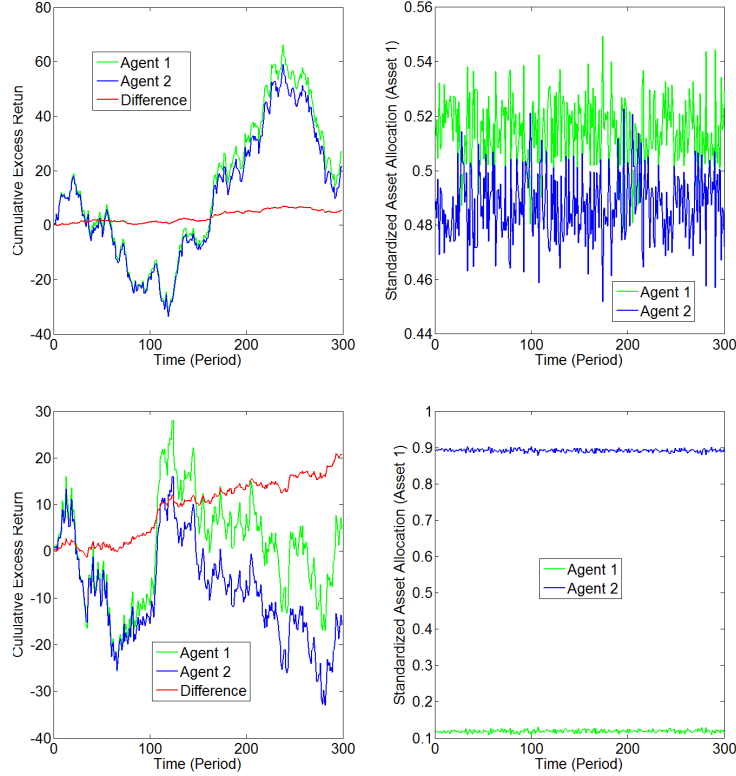 80
60
40
20
0
-20
-40
0
100
200
300
Cumulative Excess Retun
Time (Period)
Agent 1
Agent 2
Difference
0.56
0.54
0.52
0.5
0.48
0.46
0.44
0
100
200
300
Standardized Asset Allocation (Asset 1)
Time (Period)
Agent 1
Agent 2
30
20
10
0
-10
-20
-30
-40
0
100
200
300
Cululative Excess Return
Time (Period)
Agent 1
Agent 2
Difference
1
0.9
0.8
0.7
0.6
0.5
0.4
0.3
0.2
0.1
0
100
200
300
Standardized Asset Allocation (Asset 1)
Time (Period)
Agent 1
Agent 2